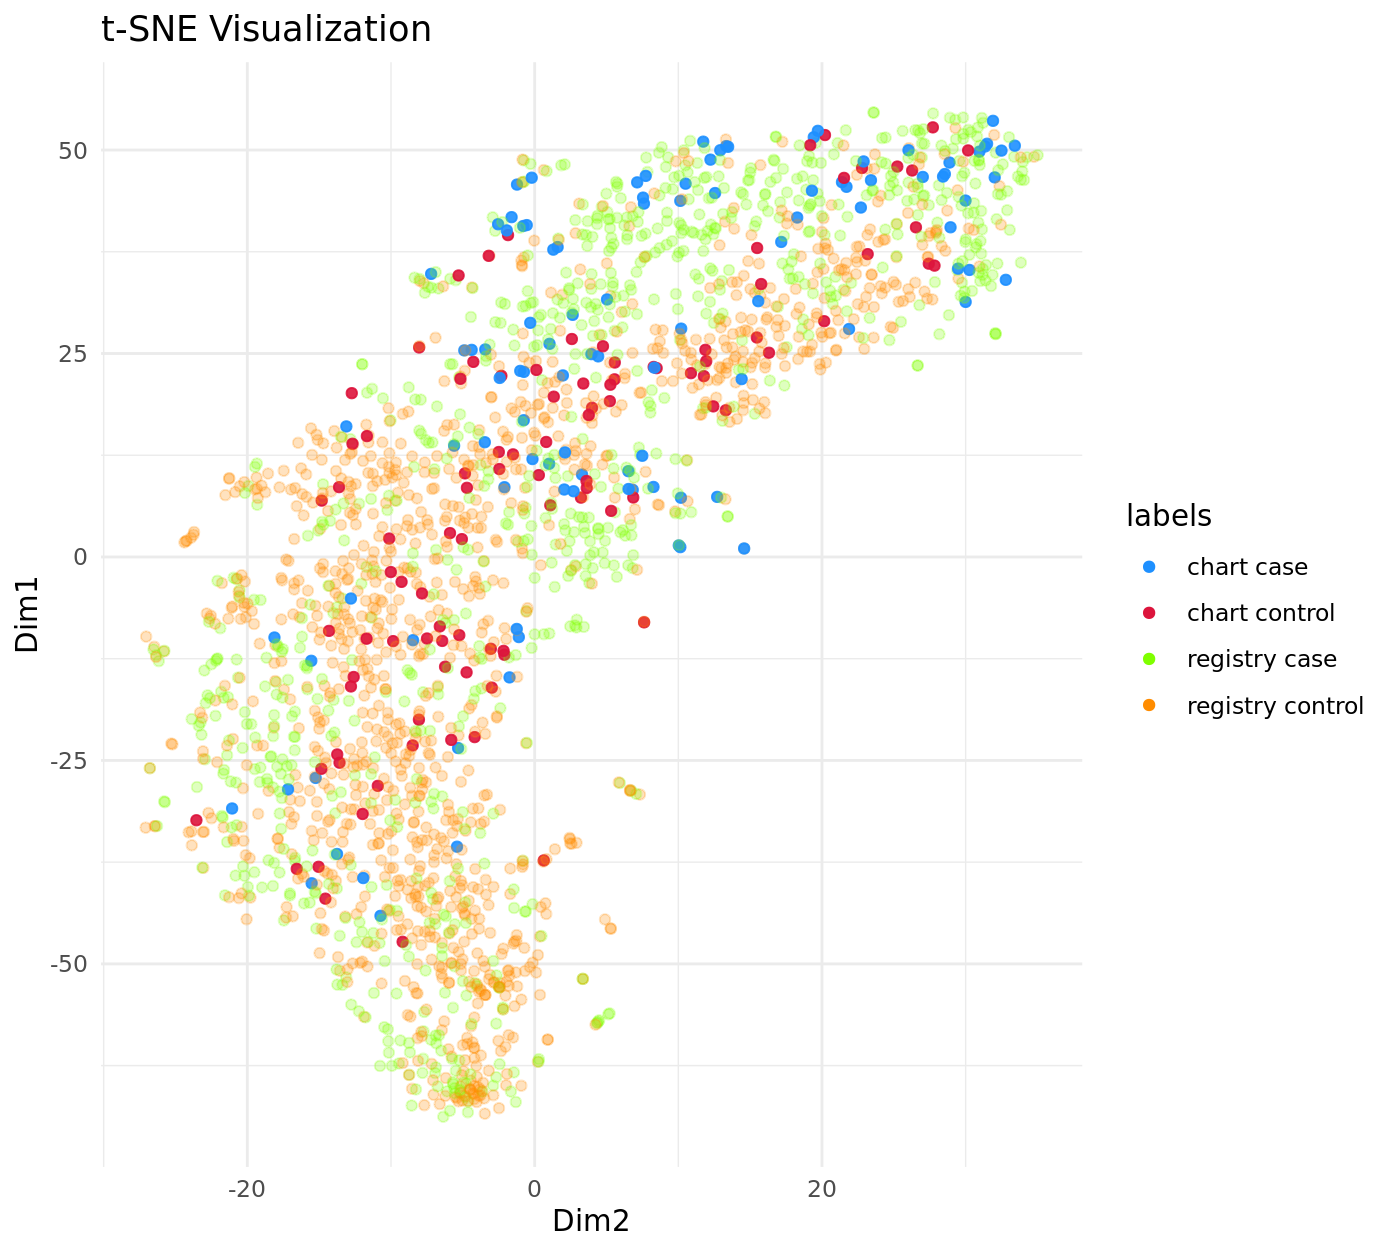 t-SNE Visualization
50
25
0
-25
-50
Dim1
-20
0
20
Dim2
labels
chart case
chart control
registry case
registry control